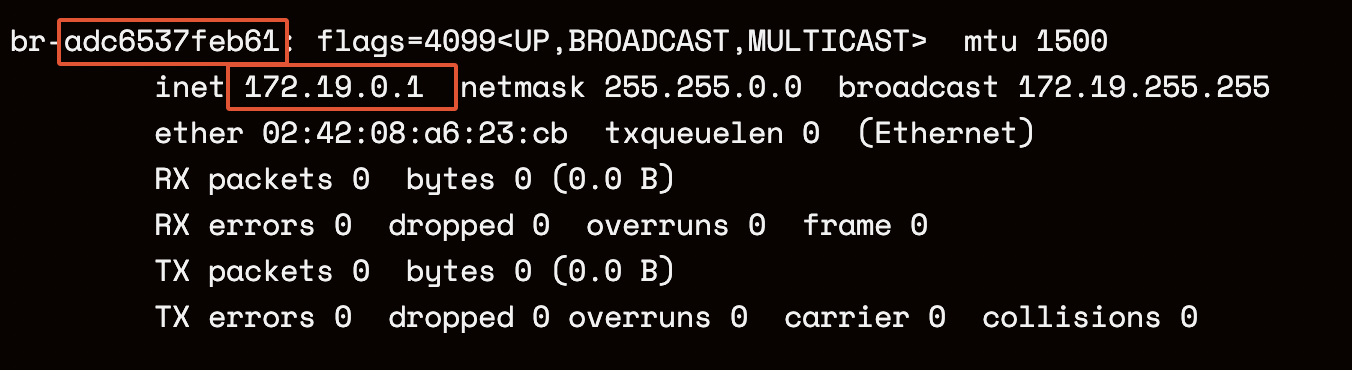 br-adc6537feb61: flags=4099<UP,BROADCAST,MULTICAST>  mtu 1500
inet 172.19.0.1  netmask 255.255.0.0  broadcast 172.19.255.255
ether 02:42:08:a6:23:cb  txqueuelen 0  (Ethernet)
RX packets 0  bytes 0 (0.0 B)
RX errors 0  dropped 0  overruns 0  frame 0
TX packets 0  bytes 0 (0.0 B)
TX errors 0  dropped 0 overruns 0  carrier 0  collisions 0